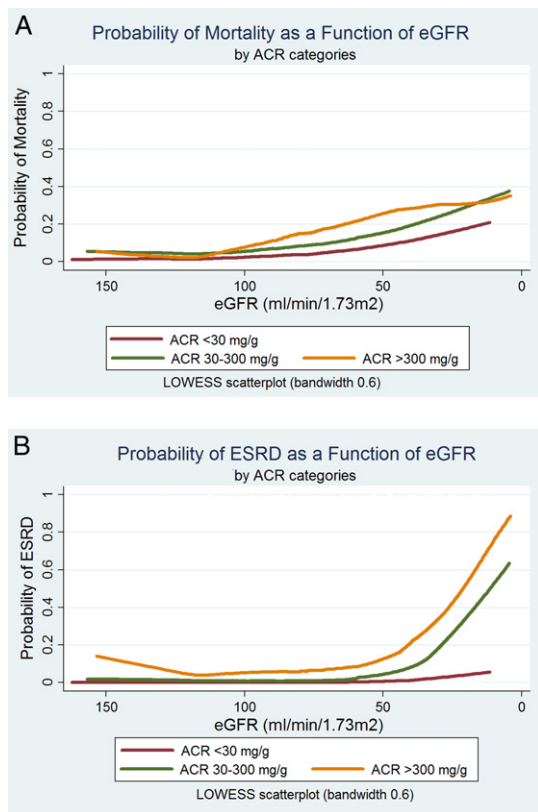 A
Probability of Mortality as a Function of eGFR
by ACR categories
Probability of Mortality
1
0.8
0.6
0.4
0.2
0
150 100 50 0
eGFR (ml/min/1.73m2)
ACR <30 mg/g
ACR 30-300 mg/g ACR >300 mg/g
LOWESS scatterplot (bandwidth 0.6)
B
Probability of ESRD as a Function of eGFR
by ACR categories
Probability of ESRD
1
0.8
0.6
0.4
0.2
0
150 100 50 0
eGFR (ml/min/1.73m2)
ACR <30 mg/g
ACR 30-300 mg/g ACR >300 mg/g
LOWESS scatterplot (bandwidth 0.6)